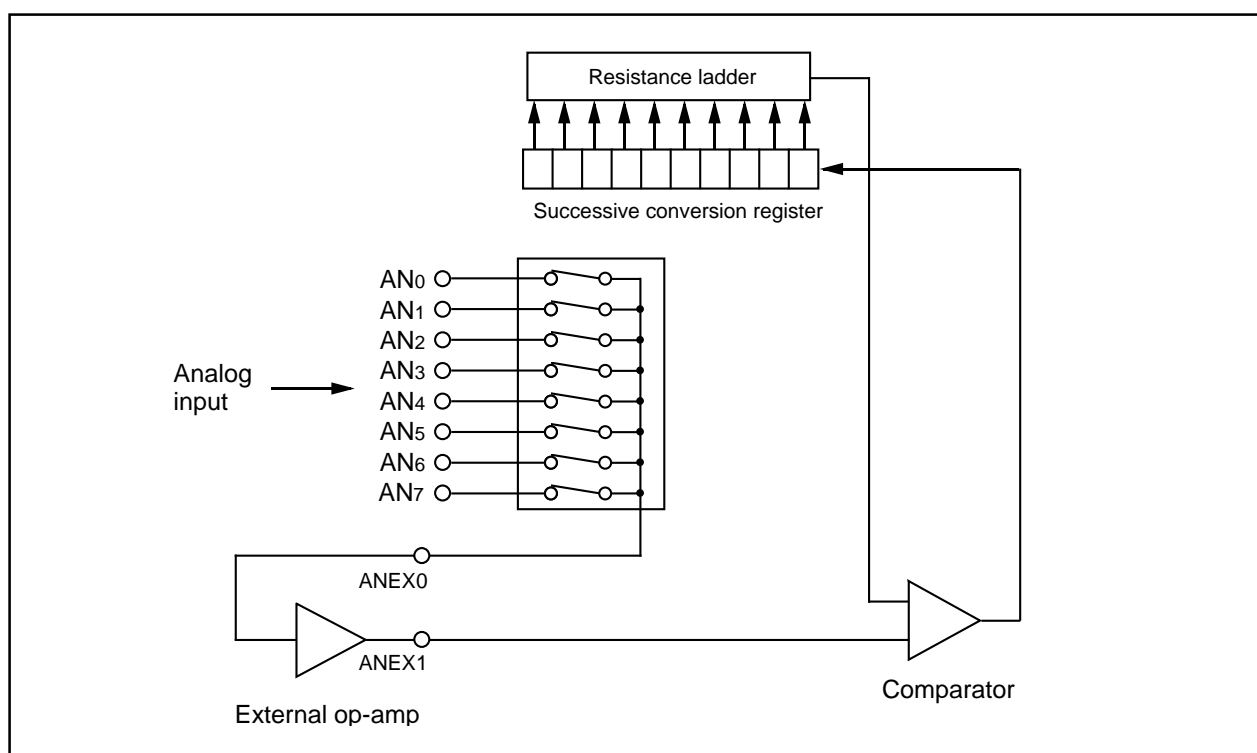 Resistance ladder
Successive conversion register
AN0
AN1
AN2
AN3
AN4
AN5
AN6
AN7
Analog
input
ANEX0
ANEX1
External op-amp
Comparator